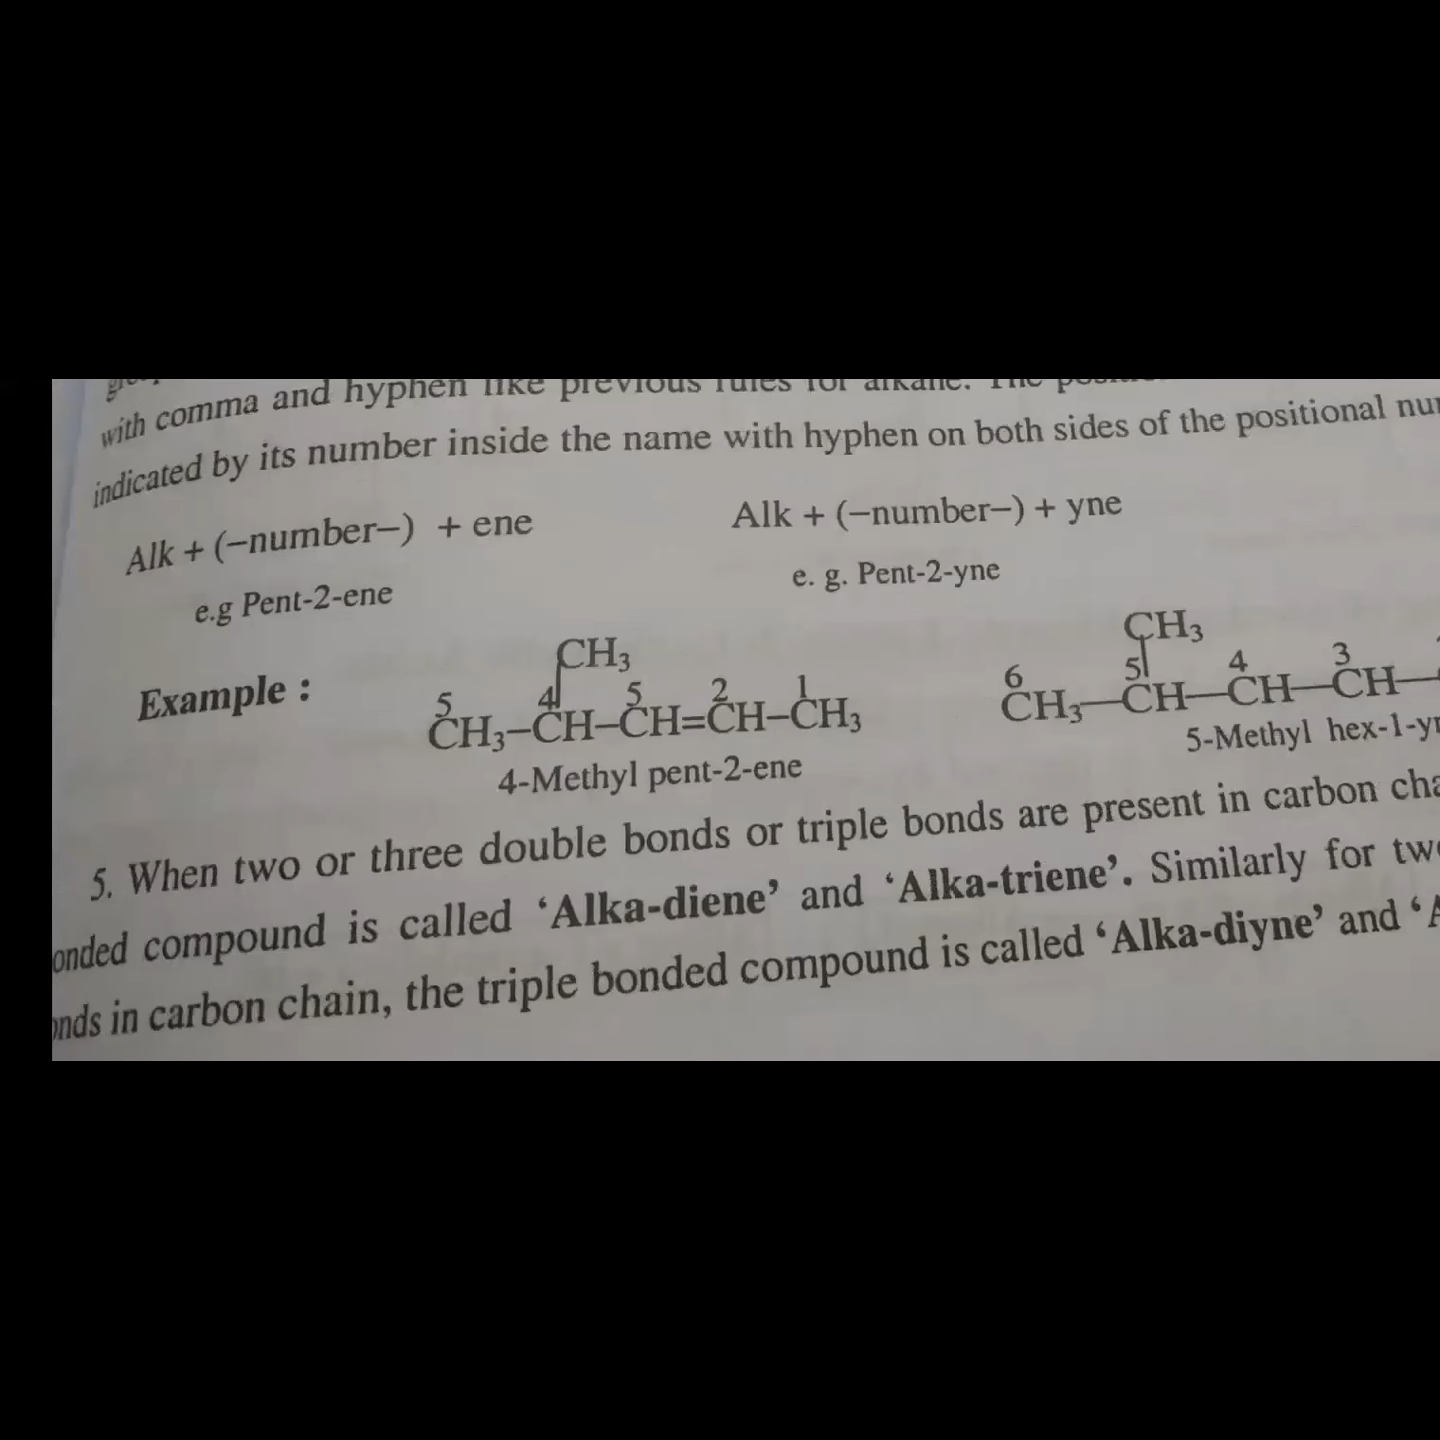 with comma and hyphen like previous rules for alkane. The
indicated by its number inside the name with hyphen on both sides of the positional
Alk + (–number–) + ene
Alk + (–number–) + yne
e.g Pent-2-ene
e. g. Pent-2-yne
CH₃
CH₃
5 4 5 2 1
6 5 4 3
Example :
CH₃–CH–CH=CH–CH₃
CH₃—CH—CH—CH—
4-Methyl pent-2-ene
5-Methyl hex-1-
5. When two or three double bonds or triple bonds are present in carbon
compound is called ‘Alka-diene’ and ‘Alka-triene’. Similarly for
in carbon chain, the triple bonded compound is called ‘Alka-diyne’ and